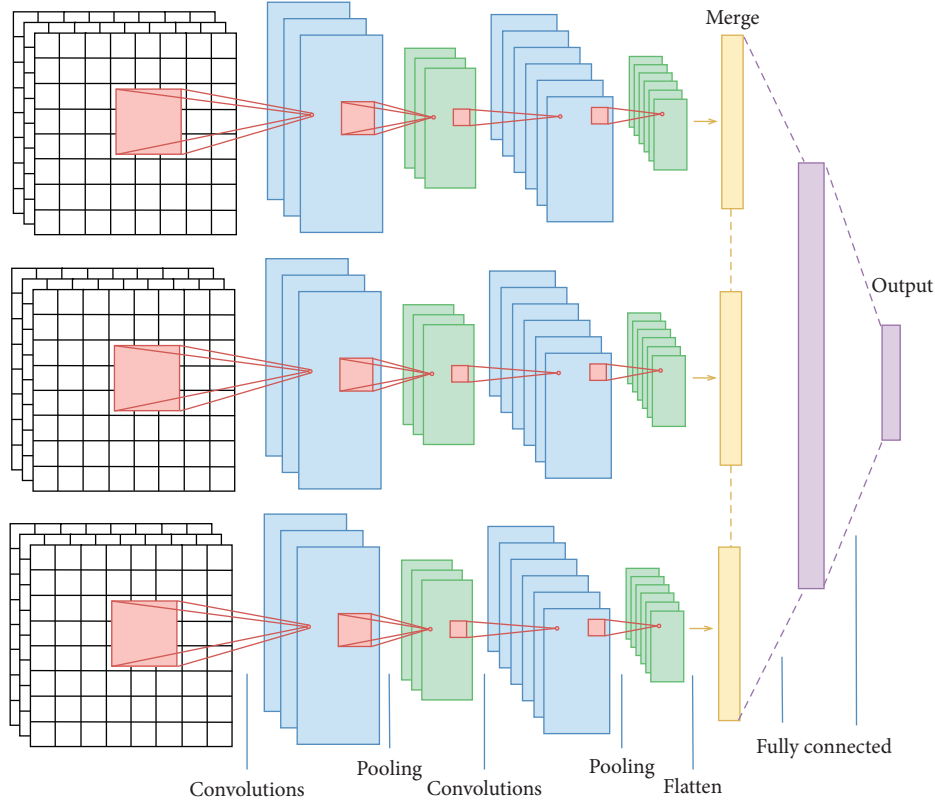 Merge
Output
Fully connected
Pooling
Pooling
Convolutions
Convolutions
Flatten